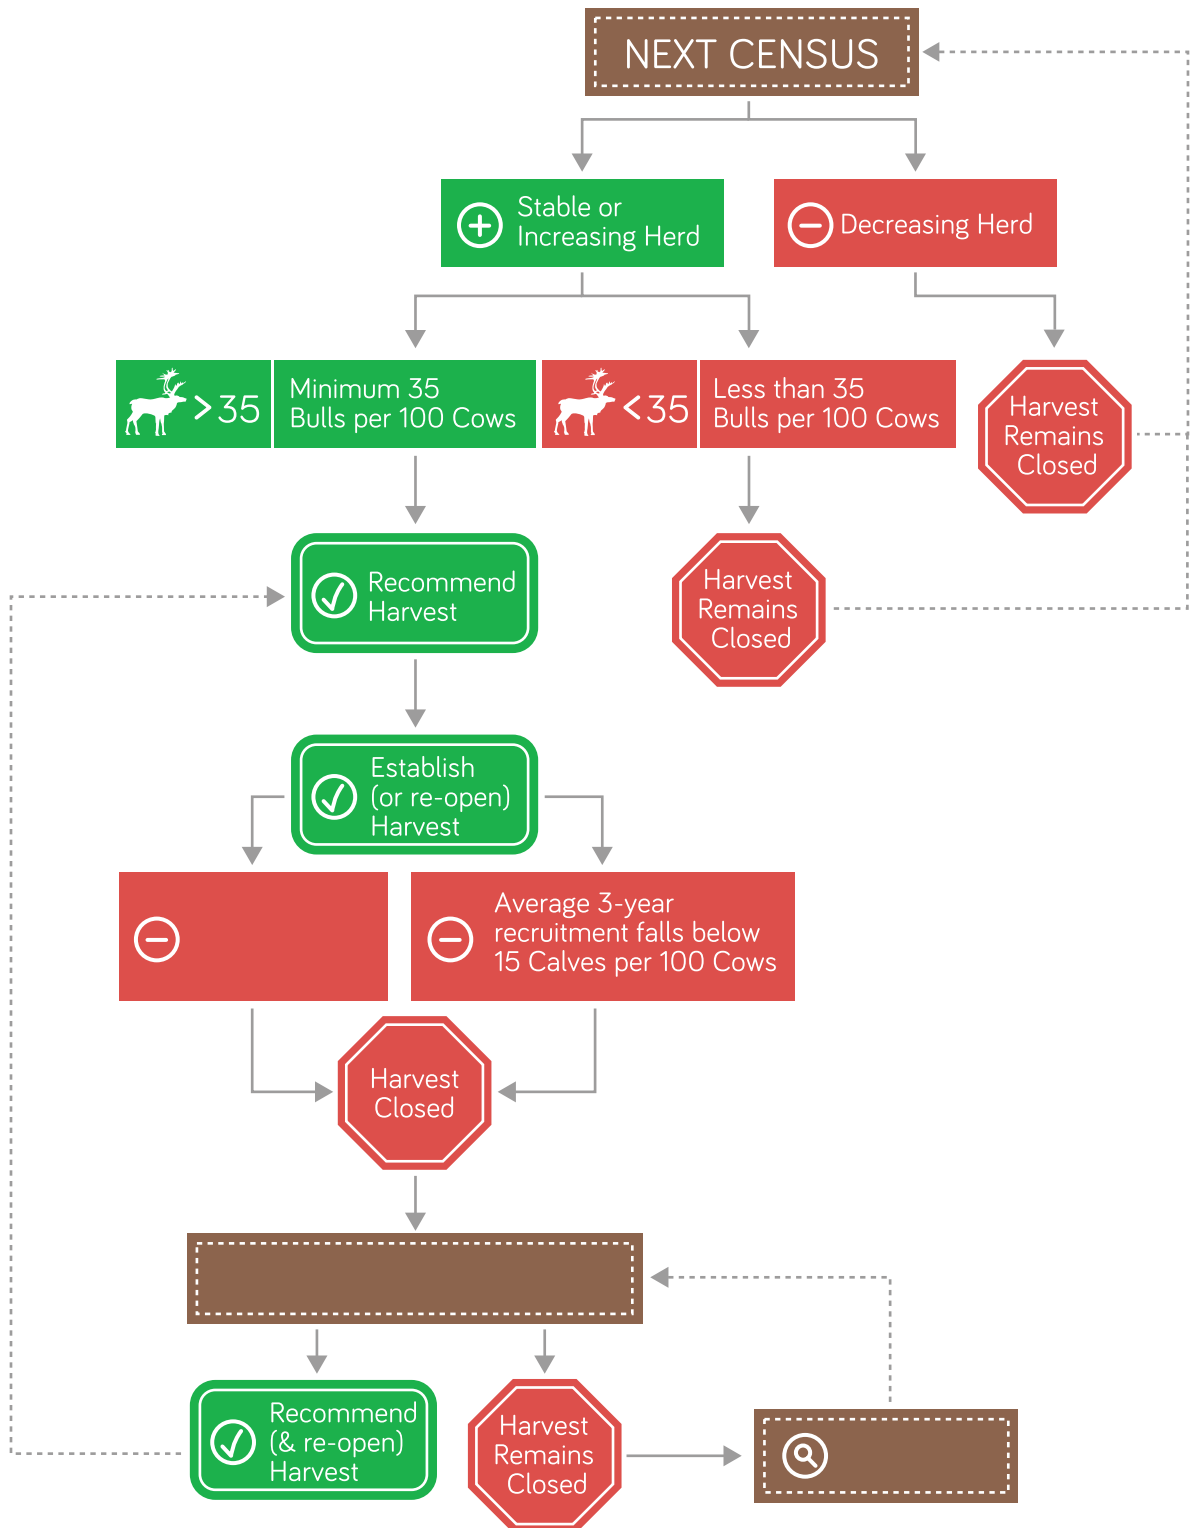 NEXT CENSUS
Stable or
Increasing Herd
Decreasing Herd
>35
Minimum 35
Bulls per 100 Cows
<35
Less than 35
Bulls per 100 Cows
Harvest
Remains
Closed
Recommend
Harvest
Harvest
Remains
Closed
Establish
(or re-open)
Harvest
Average 3-year
recruitment falls below
15 Calves per 100 Cows
Harvest
Closed
Recommend
(& re-open)
Harvest
Harvest
Remains
Closed